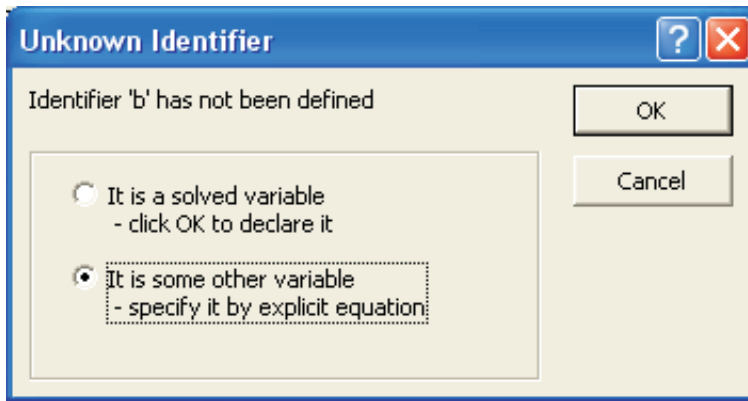 Unknown Identifier
?
Identifier 'b' has not been defined
OK
Cancel
It is a solved variable
- click OK to declare it
It is some other variable
- specify it by explicit equation